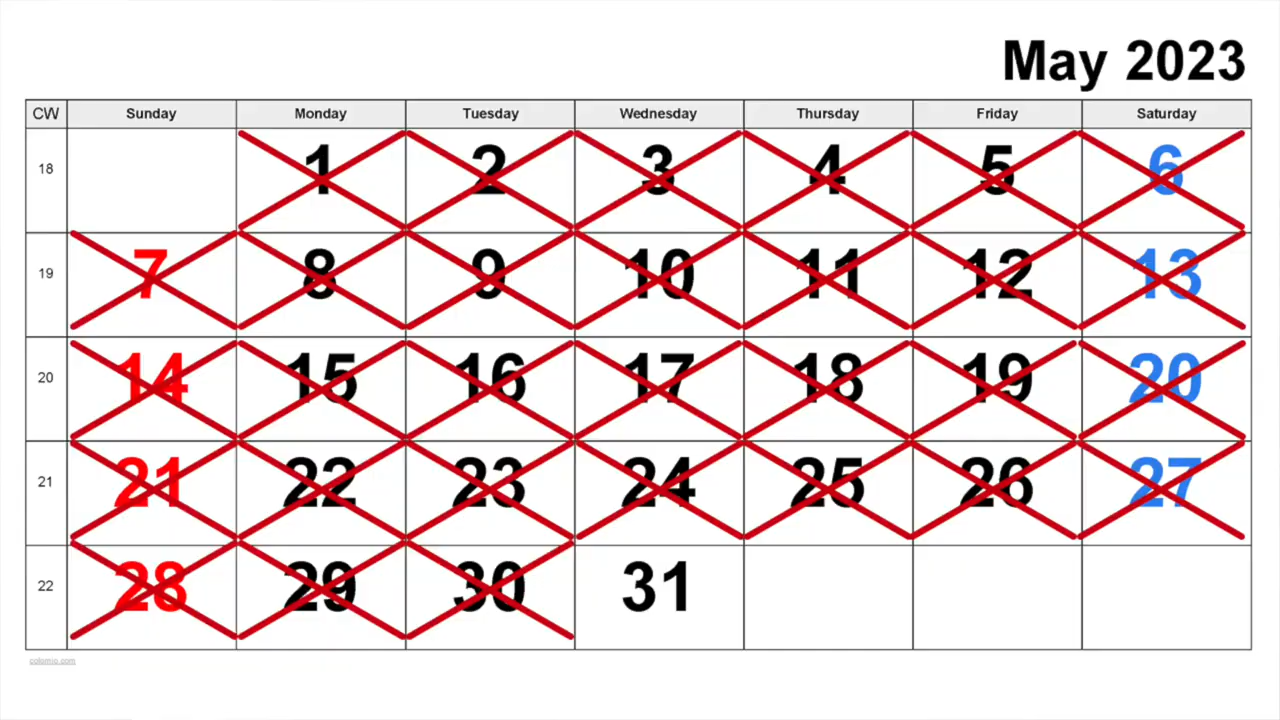 May 2023
CW Sunday Monday Tuesday Wednesday Thursday Friday Saturday
18 1 2 3 4 5 6
19 7 8 9 10 11 12 13
20 14 15 16 17 18 19 20
21 21 22 23 24 25 26 27
22 28 29 30 31